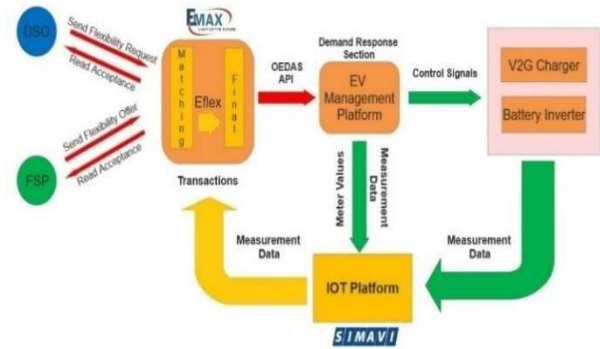 EMAX
DSO
Send Flexibility Request
Read Acceptance
Send Flexibility Offer
Read Acceptance
FSP
Matching
Eflex
Final
Transactions
OEDAS
API
Demand Response
Section
EV
Management
Platform
Control Signals
V2G Charger
Battery Inverter
Meter Values
Measurement
Data
Measurement
Data
Measurement
Data
IOT Platform
SIMAVI